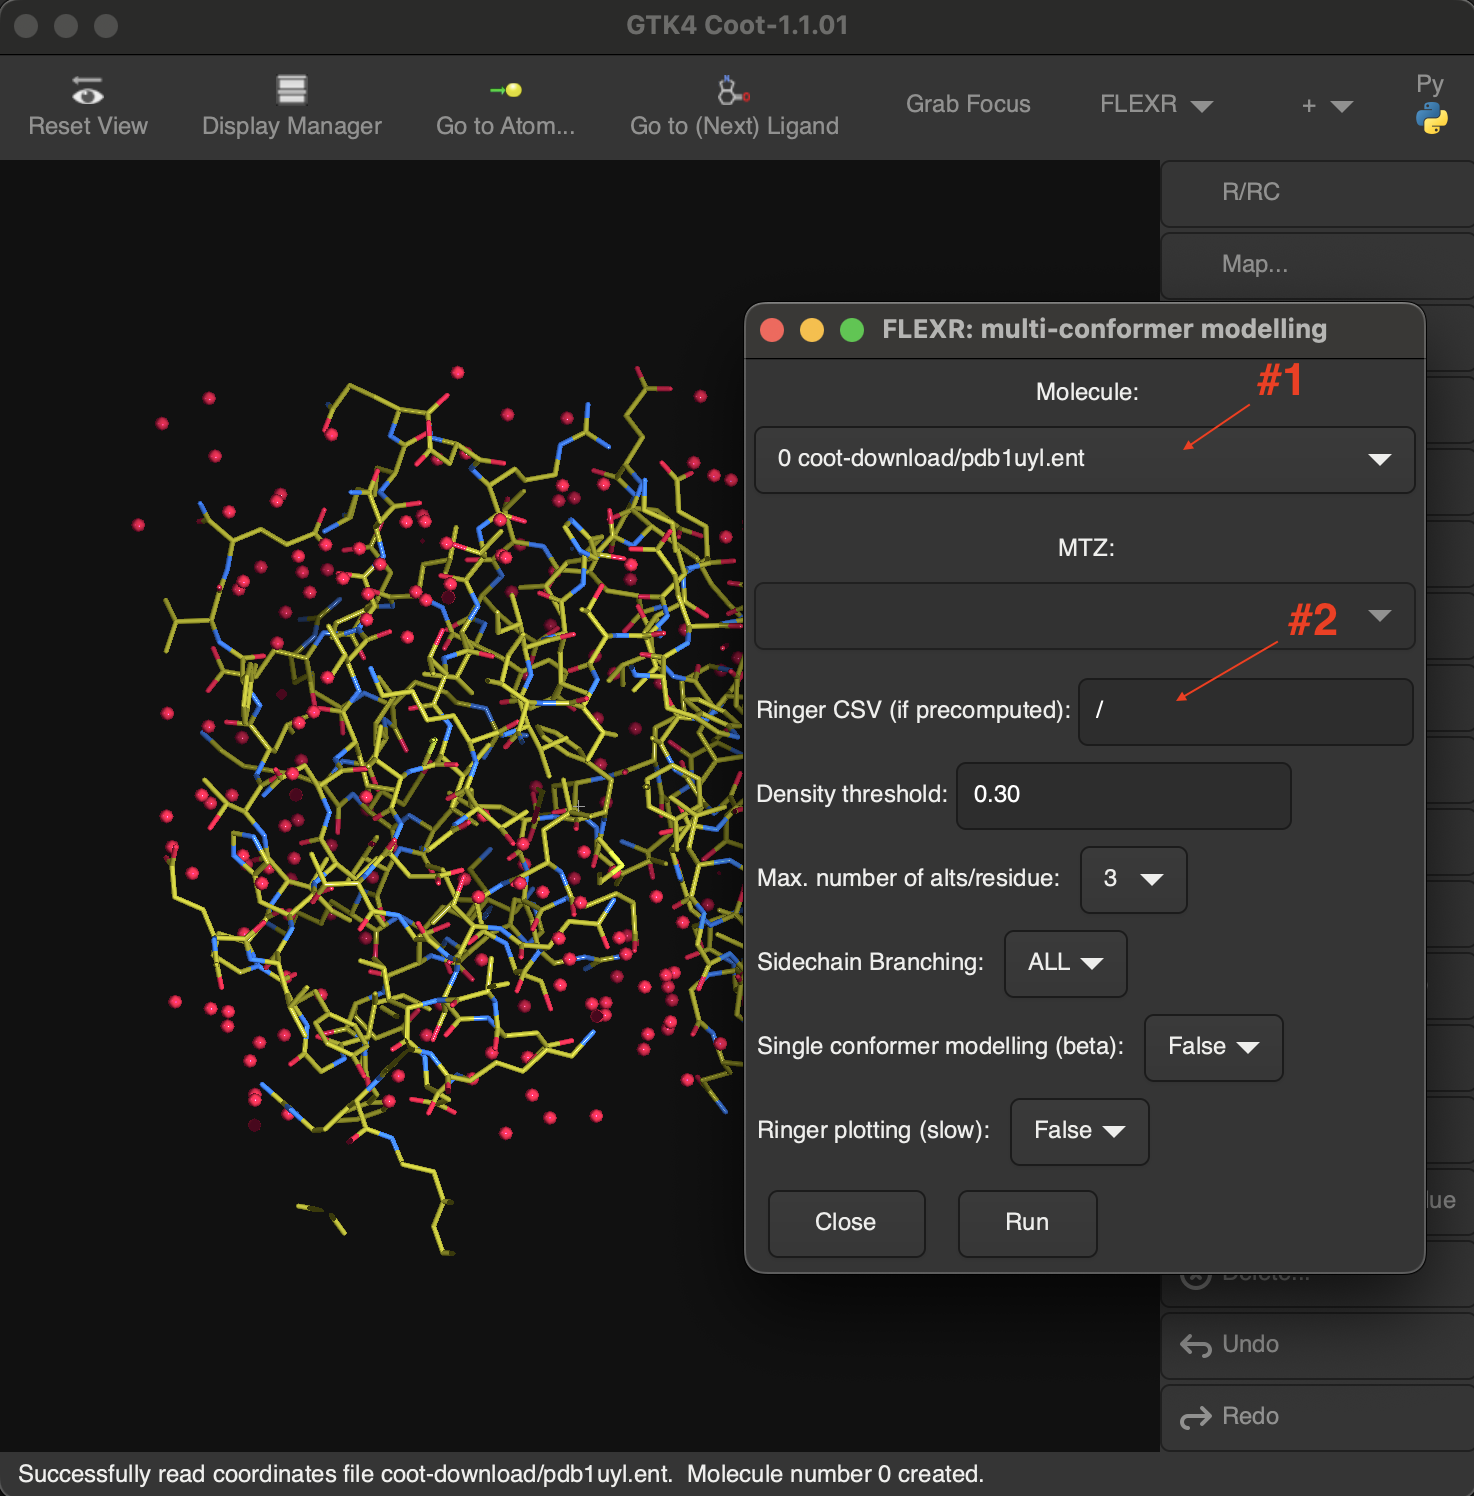 GTK4 Coot-1.1.01
Reset View
Display Manager
Go to Atom...
Go to (Next) Ligand
Grab Focus
FLEXR
+
Py
R/RC
Map...
FLEXR: multi-conformer modelling
#1
Molecule:
0 coot-download/pdb1uyl.ent
MTZ:
#2
Ringer CSV (if precomputed): /
Density threshold: 0.30
Max. number of alts/residue: 3
Sidechain Branching: ALL
Single conformer modelling (beta): False
Ringer plotting (slow): False
Close
Run
Delete...
Undo
Redo
Successfully read coordinates file coot-download/pdb1uyl.ent. Molecule number 0 created.